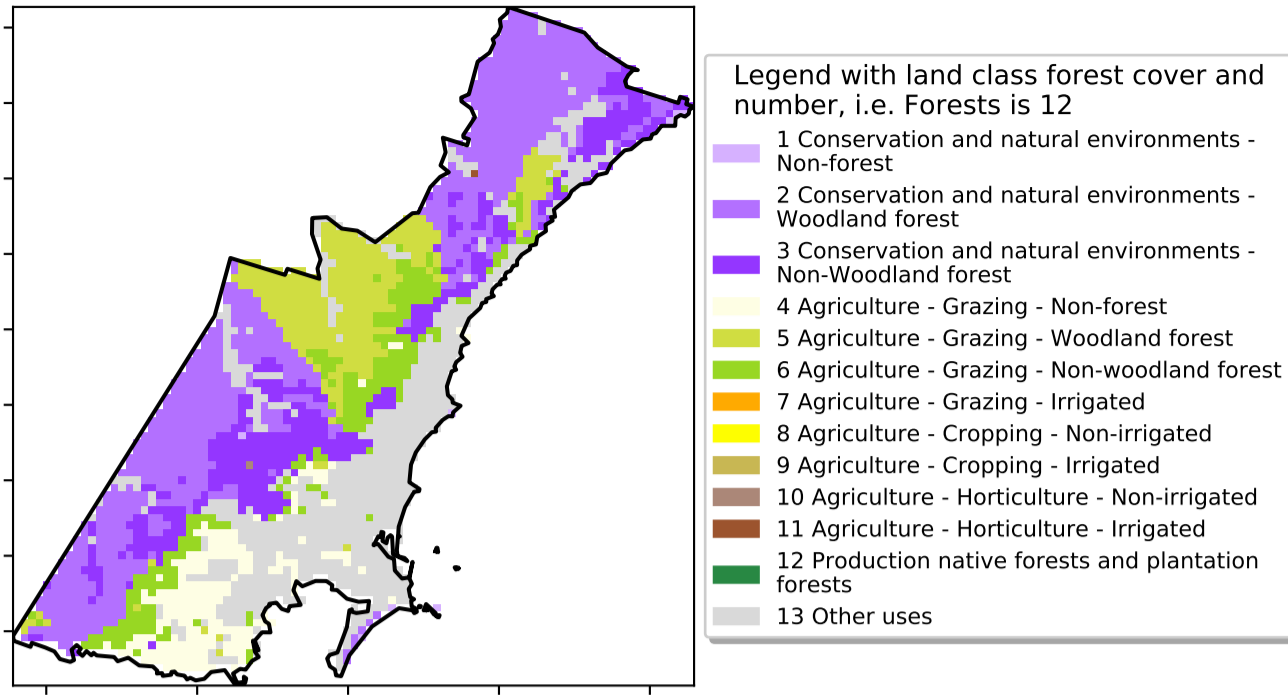 Legend with land class forest cover and
number, i.e. Forests is 12
1 Conservation and natural environments -
Non-forest
2 Conservation and natural environments -
Woodland forest
3 Conservation and natural environments -
Non-Woodland forest
4 Agriculture - Grazing - Non-forest
5 Agriculture - Grazing - Woodland forest
6 Agriculture - Grazing - Non-woodland forest
7 Agriculture - Grazing - Irrigated
8 Agriculture - Cropping - Non-irrigated
9 Agriculture - Cropping - Irrigated
10 Agriculture - Horticulture - Non-irrigated
11 Agriculture - Horticulture - Irrigated
12 Production native forests and plantation
forests
13 Other uses